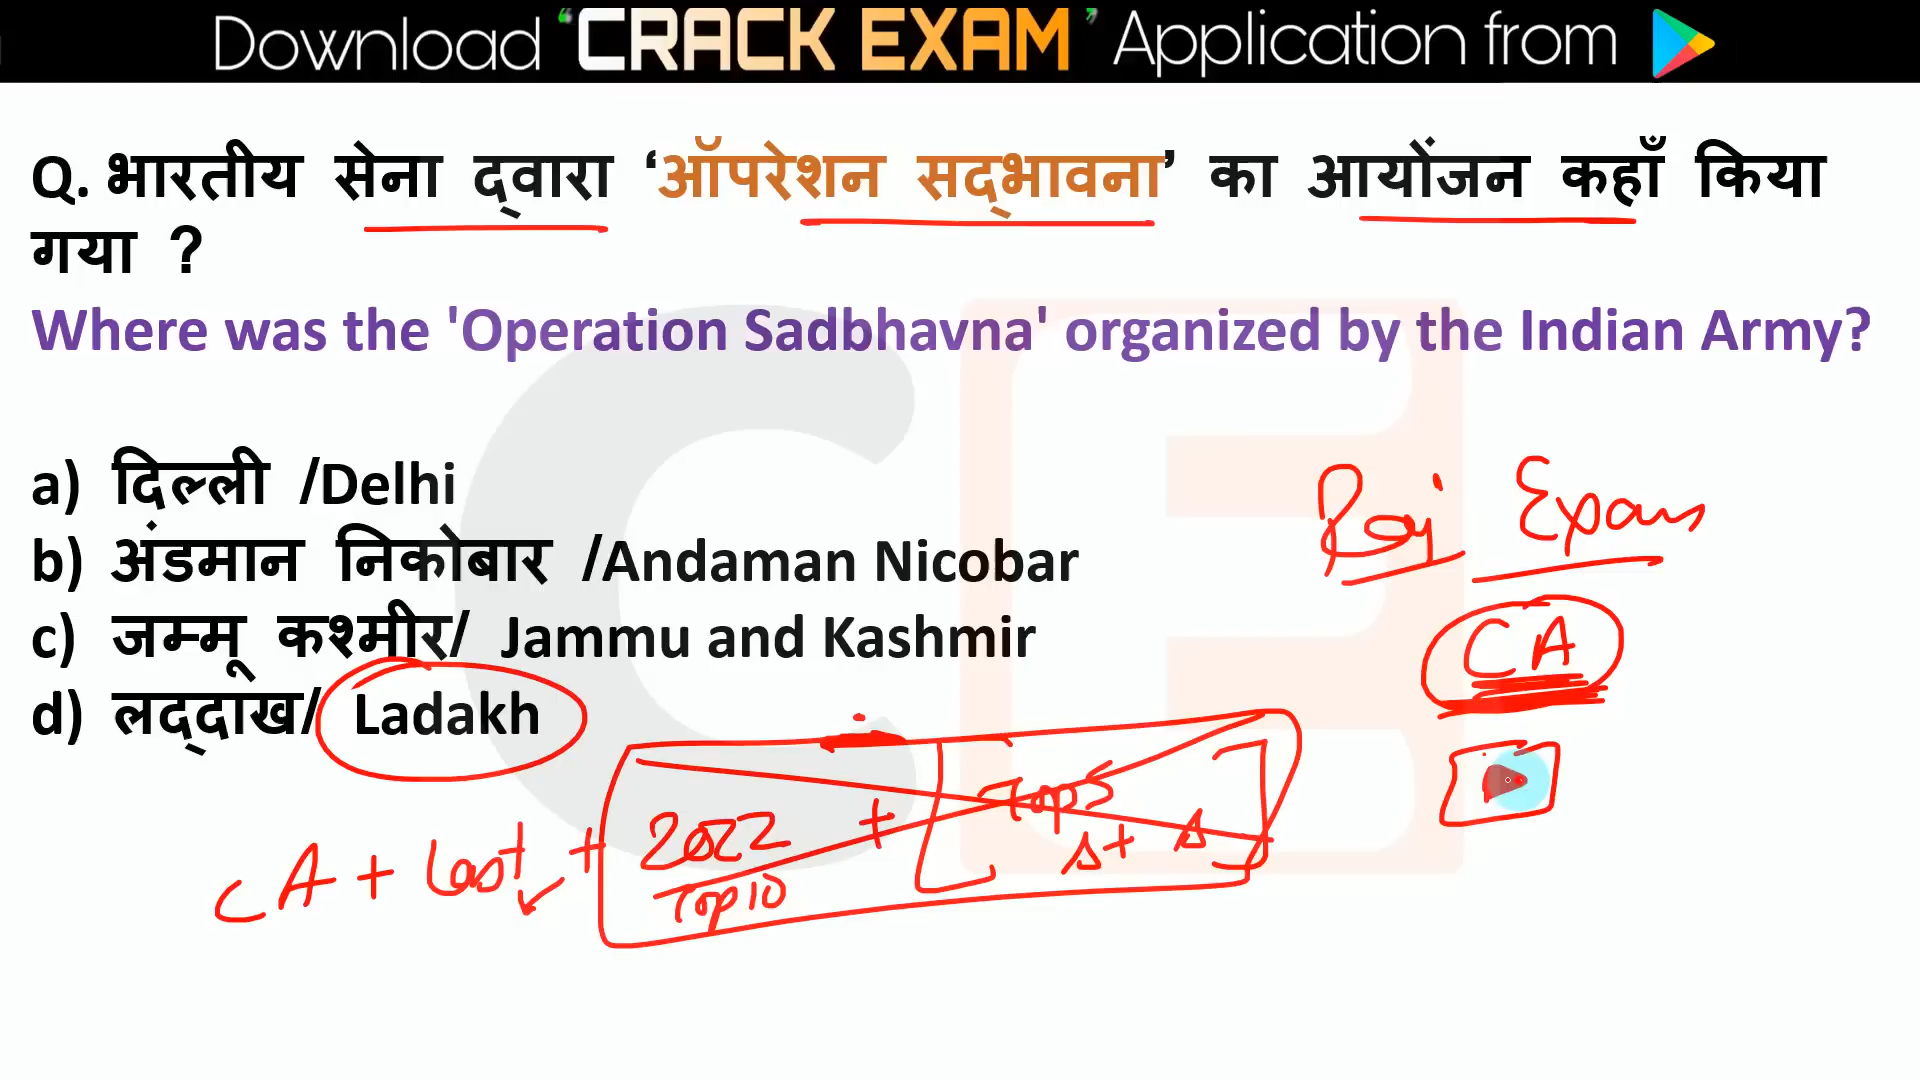 Download ‘CRACK EXAM’ Application from
Q. भारतीय सेना द्वारा ‘ऑपरेशन सद्भावना’ का आयोंजन कहाँ किया
गया ?
Where was the 'Operation Sadbhavna' organized by the Indian Army?
a) दिल्ली /Delhi
b) अंडमान निकोबार /Andaman Nicobar
c) जम्मू कश्मीर/ Jammu and Kashmir
d) लद्दाख/ Ladakh
Raj Exam
CA
CA + Last + 2022 +
Top 10